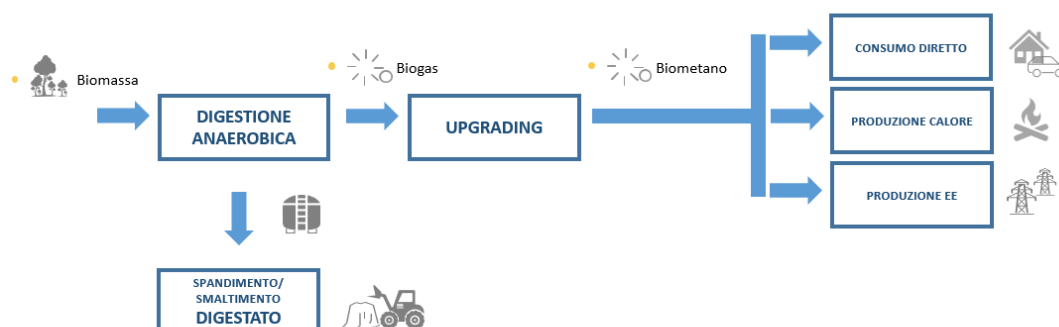 Biomassa
Biogas
Biometano
DIGESTIONE
ANAEROBICA
UPGRADING
CONSUMO DIRETTO
PRODUZIONE CALORE
PRODUZIONE EE
SPANDIMENTO/
SMALTIMENTO
DIGESTATO